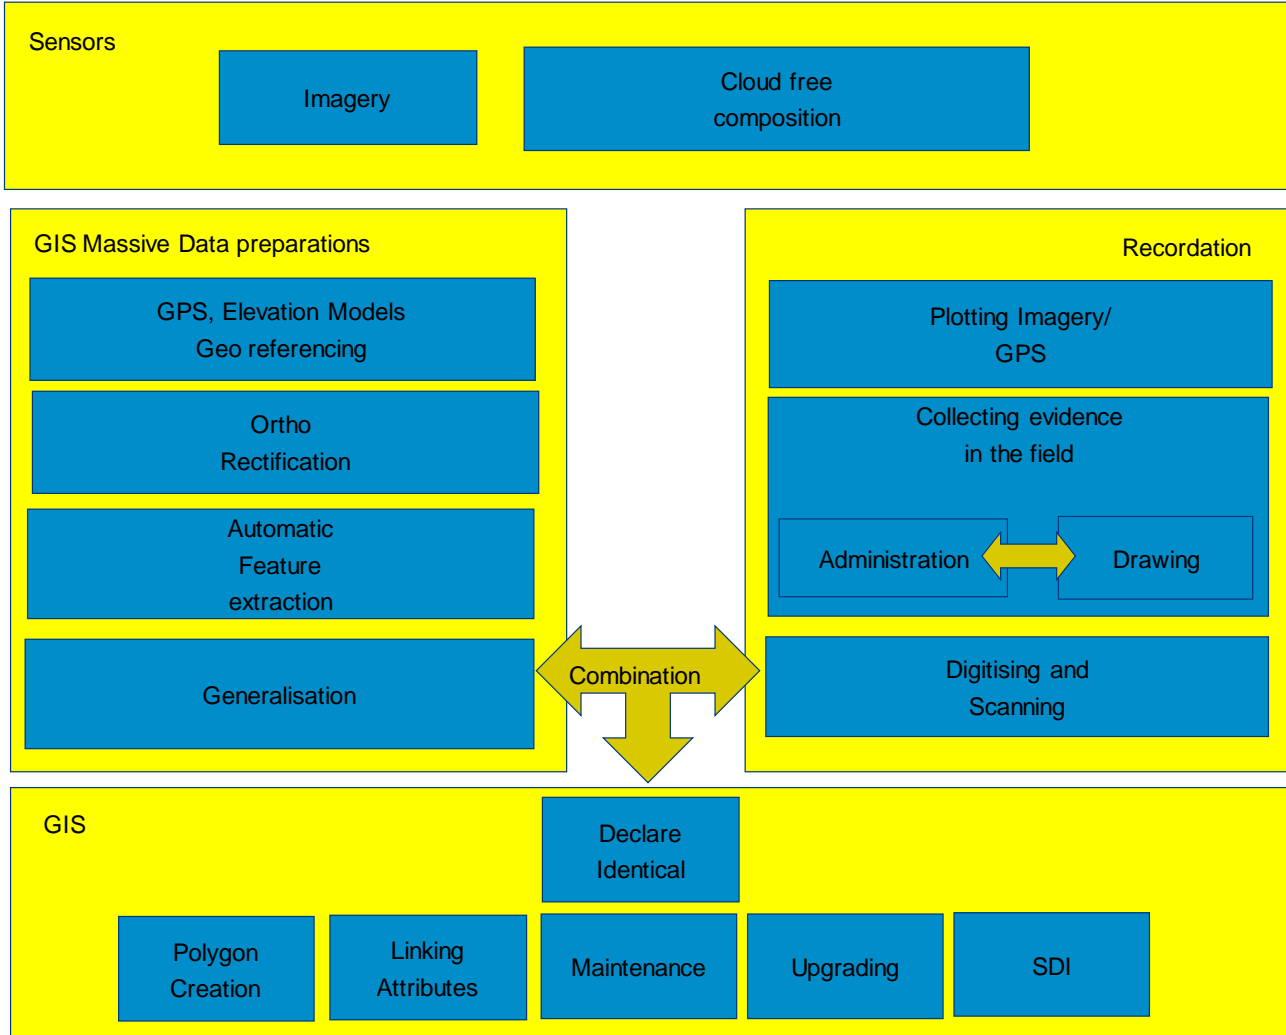 Sensors
Imagery
Cloud free
composition
GIS Massive Data preparations
GPS, Elevation Models
Geo referencing
Ortho
Rectification
Automatic
Feature
extraction
Generalisation
Combination
Recordation
Plotting Imagery/
GPS
Collecting evidence
in the field
Administration
Drawing
Digitising and
Scanning
GIS
Declare
Identical
Polygon
Creation
Linking
Attributes
Maintenance
Upgrading
SDI